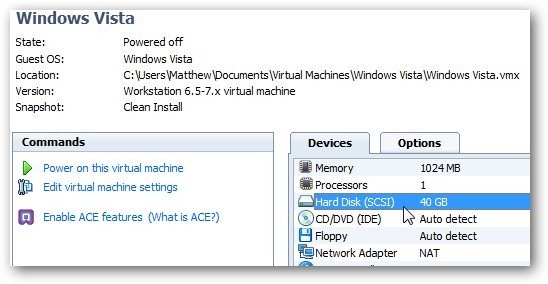 Windows Vista
State: Powered off
Guest OS: Windows Vista
Location: C:\Users\Matthew\Documents\Virtual Machines\Windows Vista\Windows Vista.vmx
Version: Workstation 6.5-7.x virtual machine
Snapshot: Clean Install
Commands
Power on this virtual machine
Edit virtual machine settings
Enable ACE features (What is ACE?)
Devices Options
Memory 1024 MB
Processors 1
Hard Disk (SCSI) 40 GB
CD/DVD (IDE) Auto detect
Floppy Auto detect
Network Adapter NAT